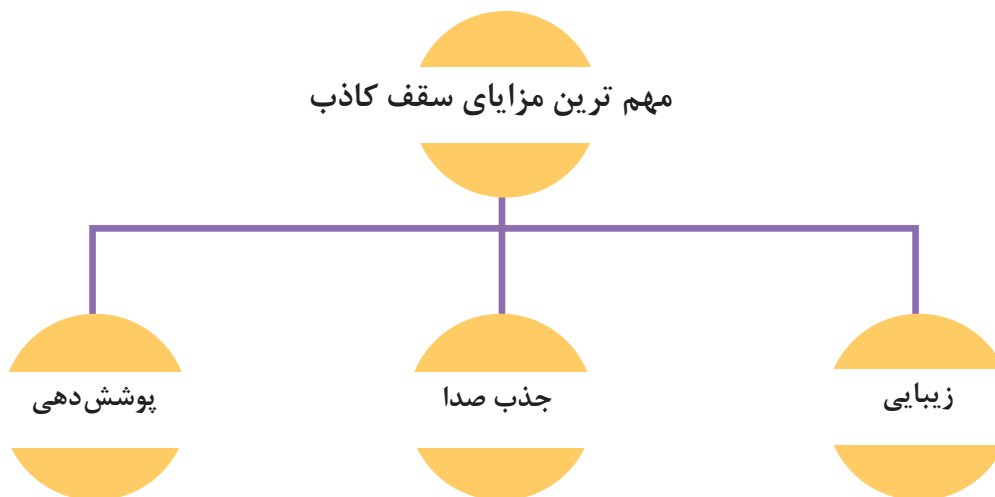 مهم ترین مزایای سقف کاذب
زیبایی
جذب صدا
پوشش‌دهی